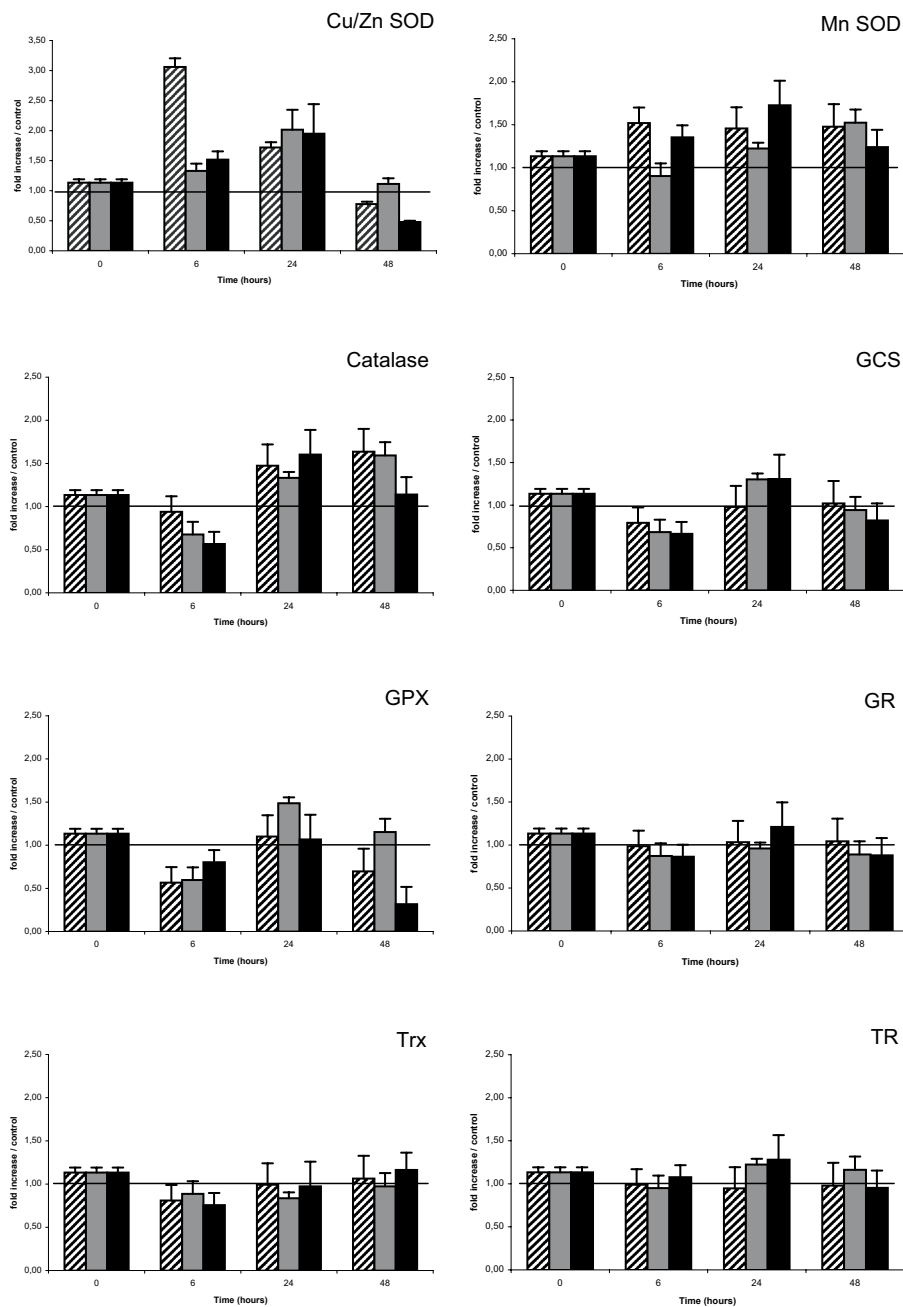 Cu/Zn SOD
fold increase / control
3,50
3,00
2,50
2,00
1,50
1,00
0,50
0,00
0 6 24 48
Time (hours)
Mn SOD
fold increase / control
2,50
2,00
1,50
1,00
0,50
0,00
0 6 24 48
Time (hours)
Catalase
fold increase / control
2,50
2,00
1,50
1,00
0,50
0,00
0 6 24 48
Time (hours)
GCS
fold increase / control
2,50
2,00
1,50
1,00
0,50
0,00
0 6 24 48
Time (hours)
GPX
fold increase / control
2,50
2,00
1,50
1,00
0,50
0,00
0 6 24 48
Time (hours)
GR
fold increase / control
2,50
2,00
1,50
1,00
0,50
0,00
0 6 24 48
Time (hours)
Trx
fold increase / control
2,50
2,00
1,50
1,00
0,50
0,00
0 6 24 48
Time (hours)
TR
fold increase / control
2,50
2,00
1,50
1,00
0,50
0,00
0 6 24 48
Time (hours)